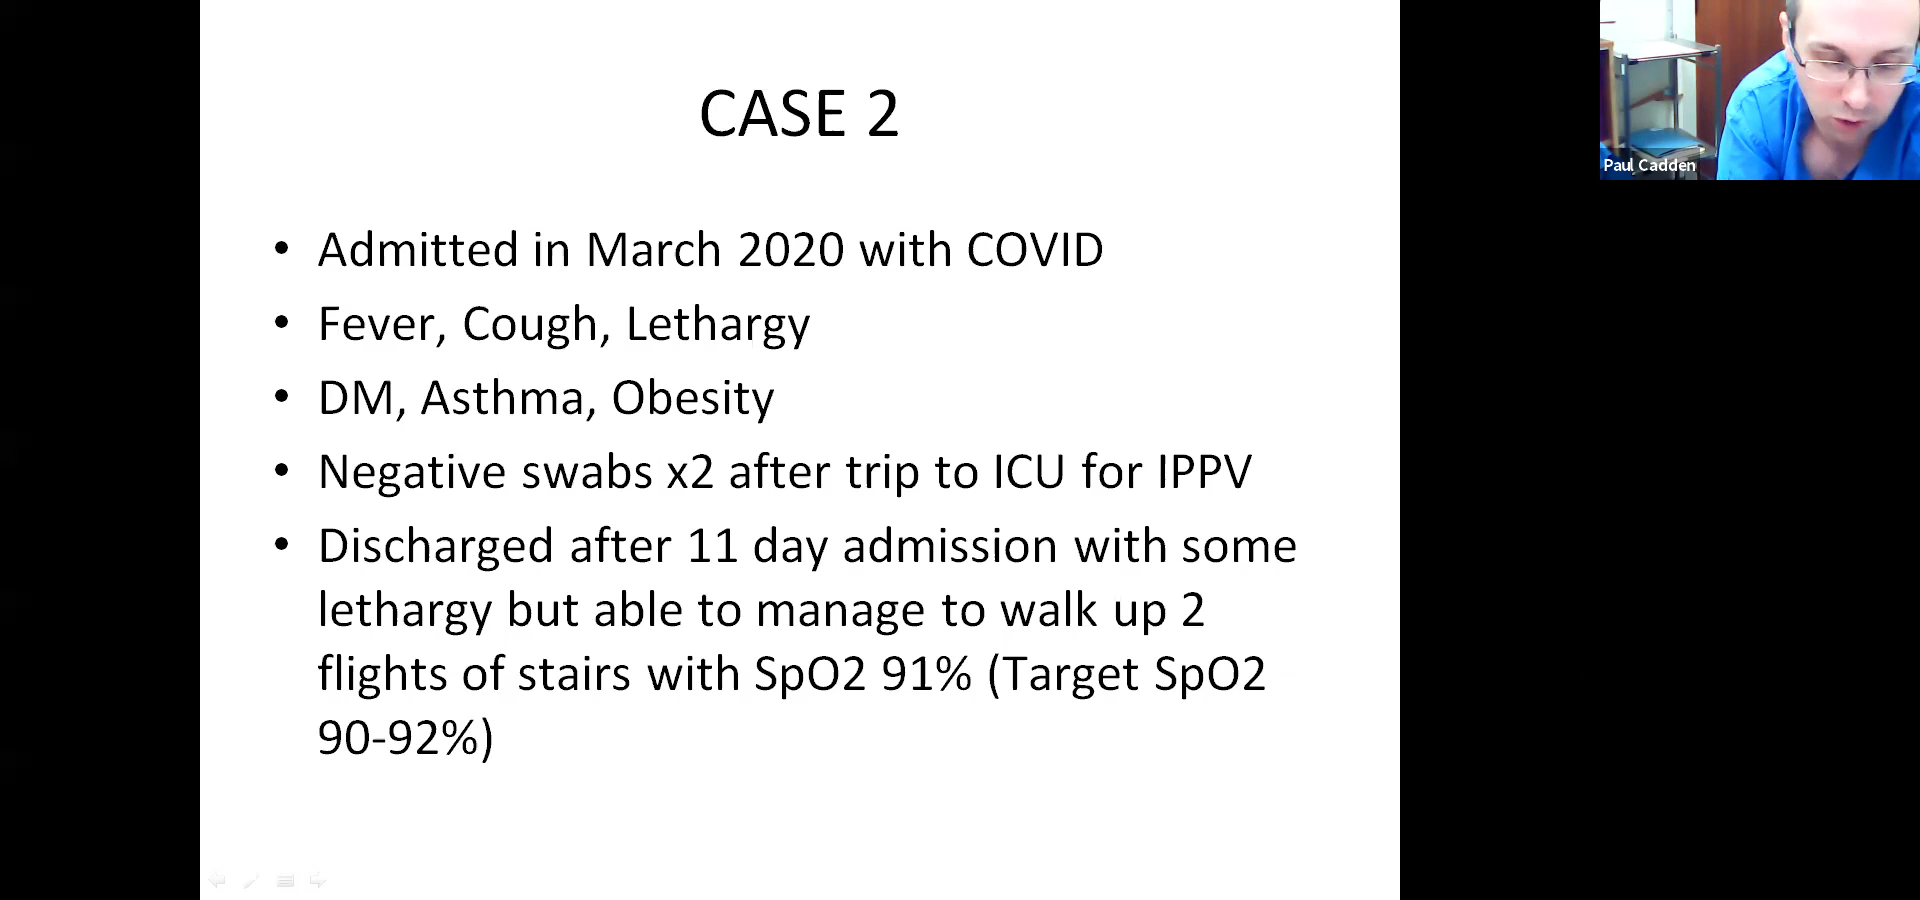 CASE 2
Paul Cadden
• Admitted in March 2020 with COVID
• Fever, Cough, Lethargy
• DM, Asthma, Obesity
• Negative swabs x2 after trip to ICU for IPPV
• Discharged after 11 day admission with some
lethargy but able to manage to walk up 2
flights of stairs with SpO2 91% (Target SpO2
90-92%)